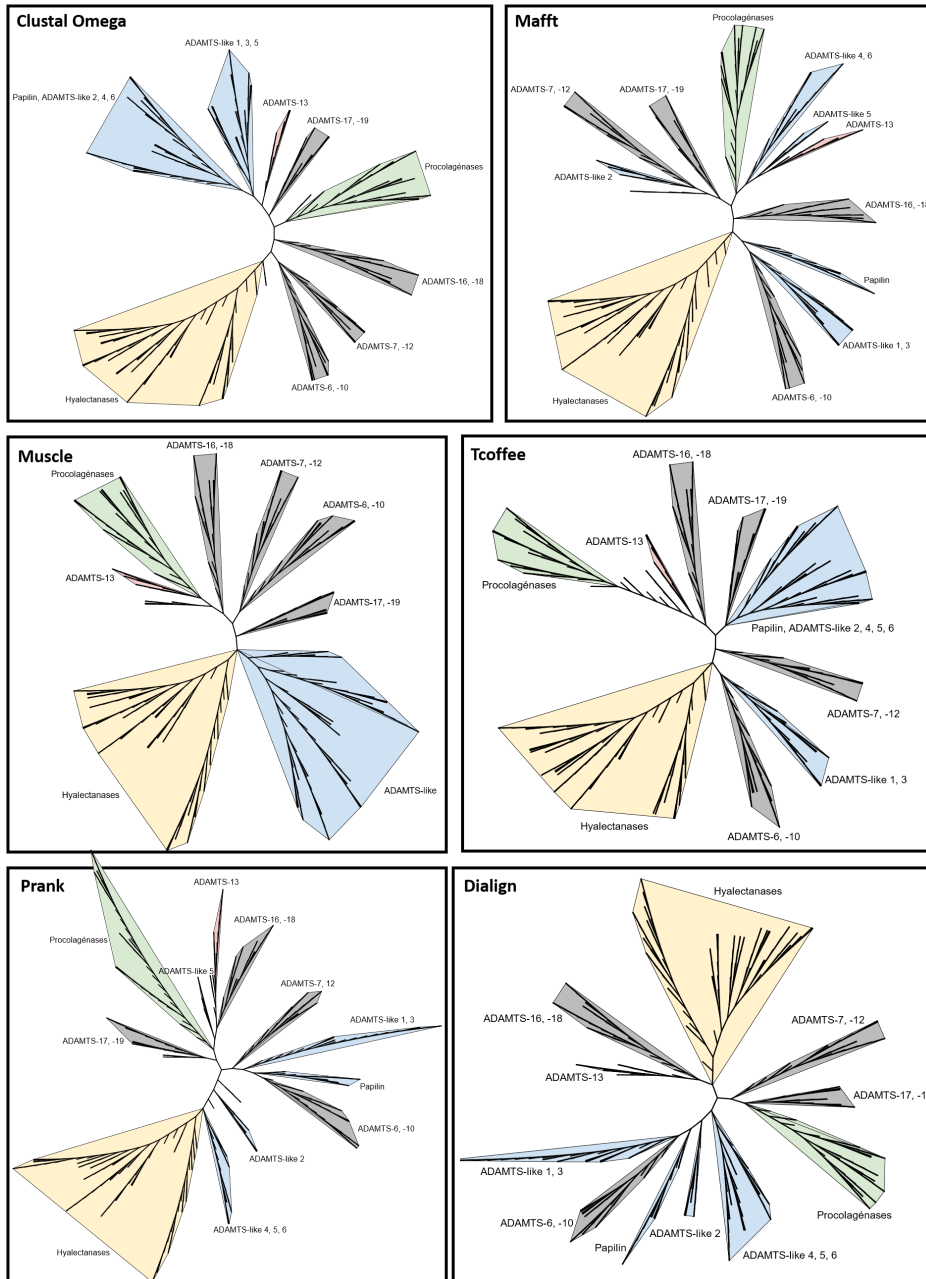 Clustal Omega
ADAMTS-like 1, 3, 5
Papilin, ADAMTS-like 2, 4, 6
ADAMTS-13
ADAMTS-17, -19
Procolagénases
ADAMTS-16, -18
ADAMTS-7, -12
ADAMTS-6, -10
Hyalectanases
Mafft
Procolagénases
ADAMTS-like 4, 6
ADAMTS-7, -12
ADAMTS-17, -19
ADAMTS-like 5
ADAMTS-13
ADAMTS-like 2
ADAMTS-16, -18
Papilin
ADAMTS-like 1, 3
ADAMTS-6, -10
Hyalectanases
Muscle
ADAMTS-16, -18
Procolagénases
ADAMTS-7, -12
ADAMTS-6, -10
ADAMTS-13
ADAMTS-17, -19
Hyalectanases
ADAMTS-like
Tcoffee
ADAMTS-16, -18
ADAMTS-17, -19
ADAMTS-13
Procolagénases
Papilin, ADAMTS-like 2, 4, 5, 6
ADAMTS-7, -12
ADAMTS-like 1, 3
Hyalectanases
ADAMTS-6, -10
Prank
ADAMTS-13
ADAMTS-16, -18
Procolagénases
ADAMTS-like 5
ADAMTS-7, 12
ADAMTS-like 1, 3
ADAMTS-17, -19
Papilin
ADAMTS-6, -10
ADAMTS-like 2
ADAMTS-like 4, 5, 6
Hyalectanases
Dialign
Hyalectanases
ADAMTS-16, -18
ADAMTS-7, -12
ADAMTS-13
ADAMTS-17, -1
ADAMTS-like 1, 3
Procolagénases
ADAMTS-6, -10
Papilin
ADAMTS-like 2
ADAMTS-like 4, 5, 6